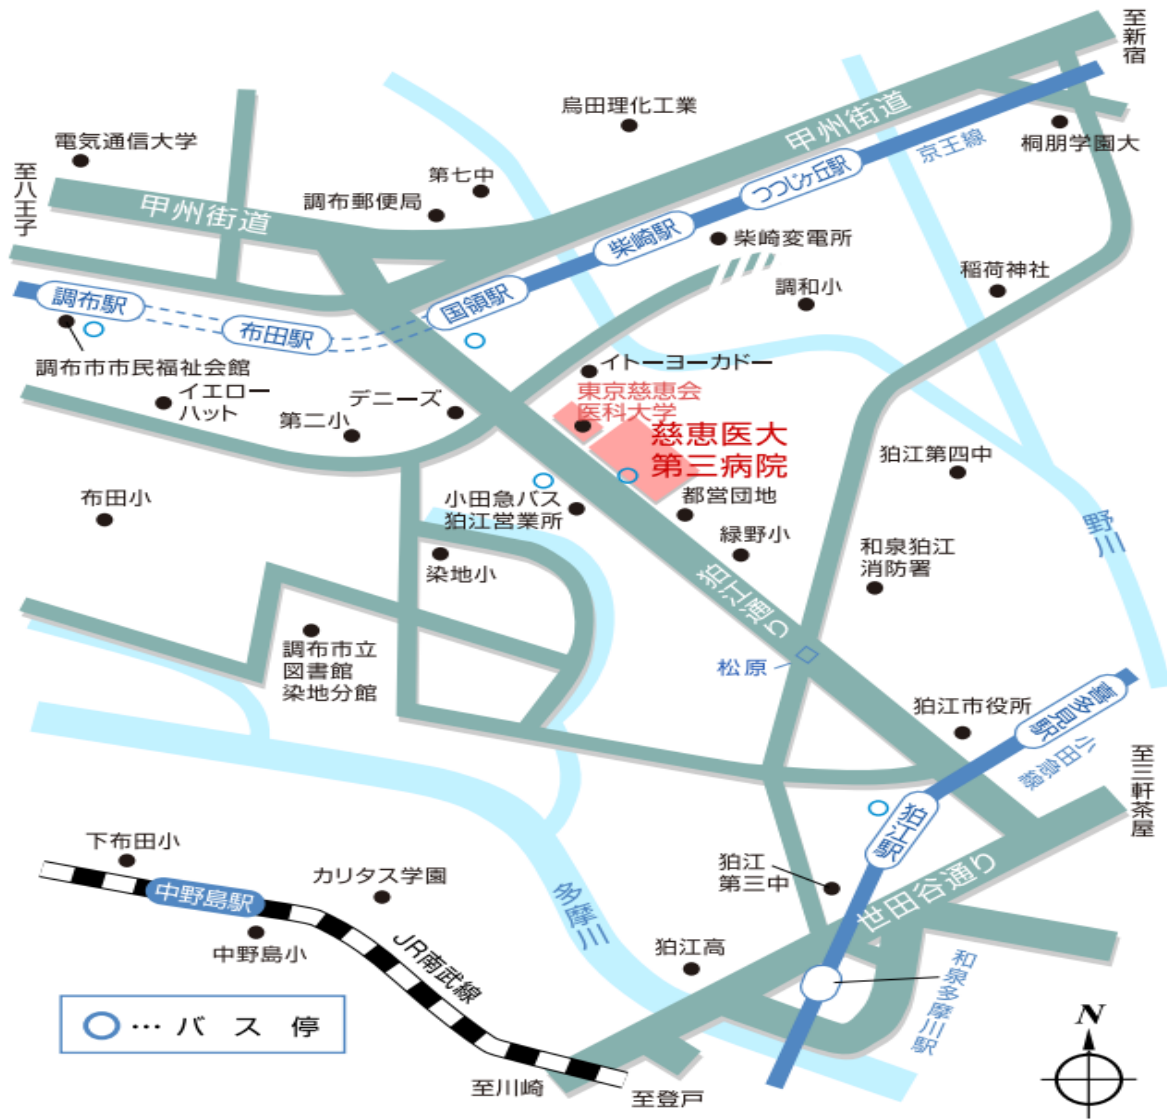 至新宿
烏田理化工業
甲州街道
京王線
桐朋学園大
電気通信大学
至八王子
第七中
調布郵便局
甲州街道
つつじヶ丘駅
柴崎駅
柴崎変電所
稲荷神社
調和小
国領駅
調布駅
布田駅
調布市市民福祉会館
イトーヨーカドー
東京慈恵会
医科大学
イエロー
ハット
デニーズ
第二小
慈恵医大
第三病院
狛江第四中
布田小
小田急バス
狛江営業所
都営団地
緑野小
野川
和泉狛江
消防署
染地小
狛江通り
調布市立
図書館
染地分館
松原
狛江市役所
喜多見駅
小田急線
至三軒茶屋
狛江駅
下布田小
中野島駅
カリタス学園
狛江
第三中
世田谷通り
多摩川
中野島小
JR南武線
狛江高
和泉多摩川駅
…バス停
N
至川崎
至登戸